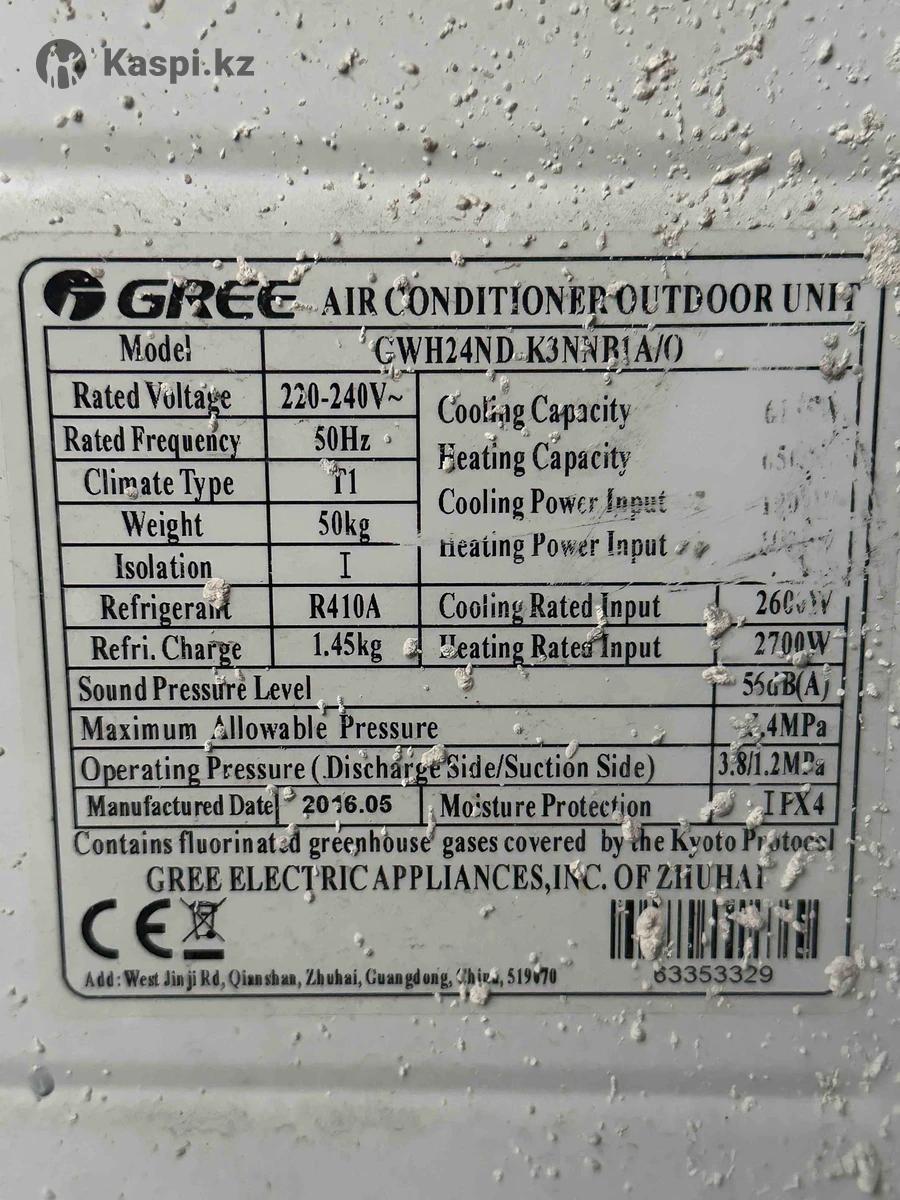 Kaspi.kz
GREE AIR CONDITIONER OUTDOOR UNIT
Model GWH24ND-K3NNB1A/O
Rated Voltage 220-240V~
Cooling Capacity
Rated Frequency 50Hz
Heating Capacity
Climate Type T1
Cooling Power Input
Weight 50kg
Heating Power Input
Isolation I
Refrigerant R410A Cooling Rated Input 2600W
Refri. Charge 1.45kg Heating Rated Input 2700W
Sound Pressure Level 56dB(A)
Maximum Allowable Pressure
Operating Pressure (Discharge Side/Suction Side) 3.8/1.2MPa
Manufactured Date 2016.05 Moisture Protection IPX4
Contains fluorinated greenhouse gases covered by the Kyoto Protocol
GREE ELECTRIC APPLIANCES,INC. OF ZHUHAI
CE
Add: West Jinji Rd, Qianshan, Zhuhai, Guangdong, China, 519070
63353329